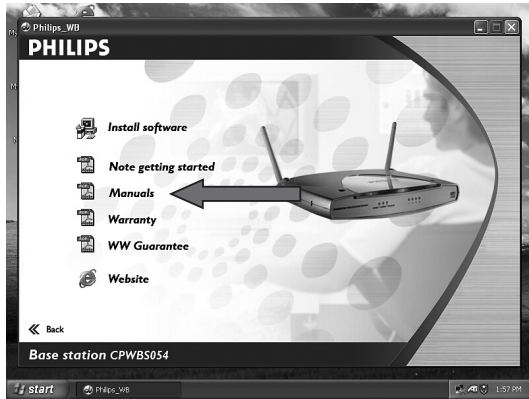 Philips_WB
PHILIPS
Install software
Note getting started
Manuals
Warranty
WW Guarantee
Website
Back
Base station CPWBS054
start
Philips_WB
1:57 PM